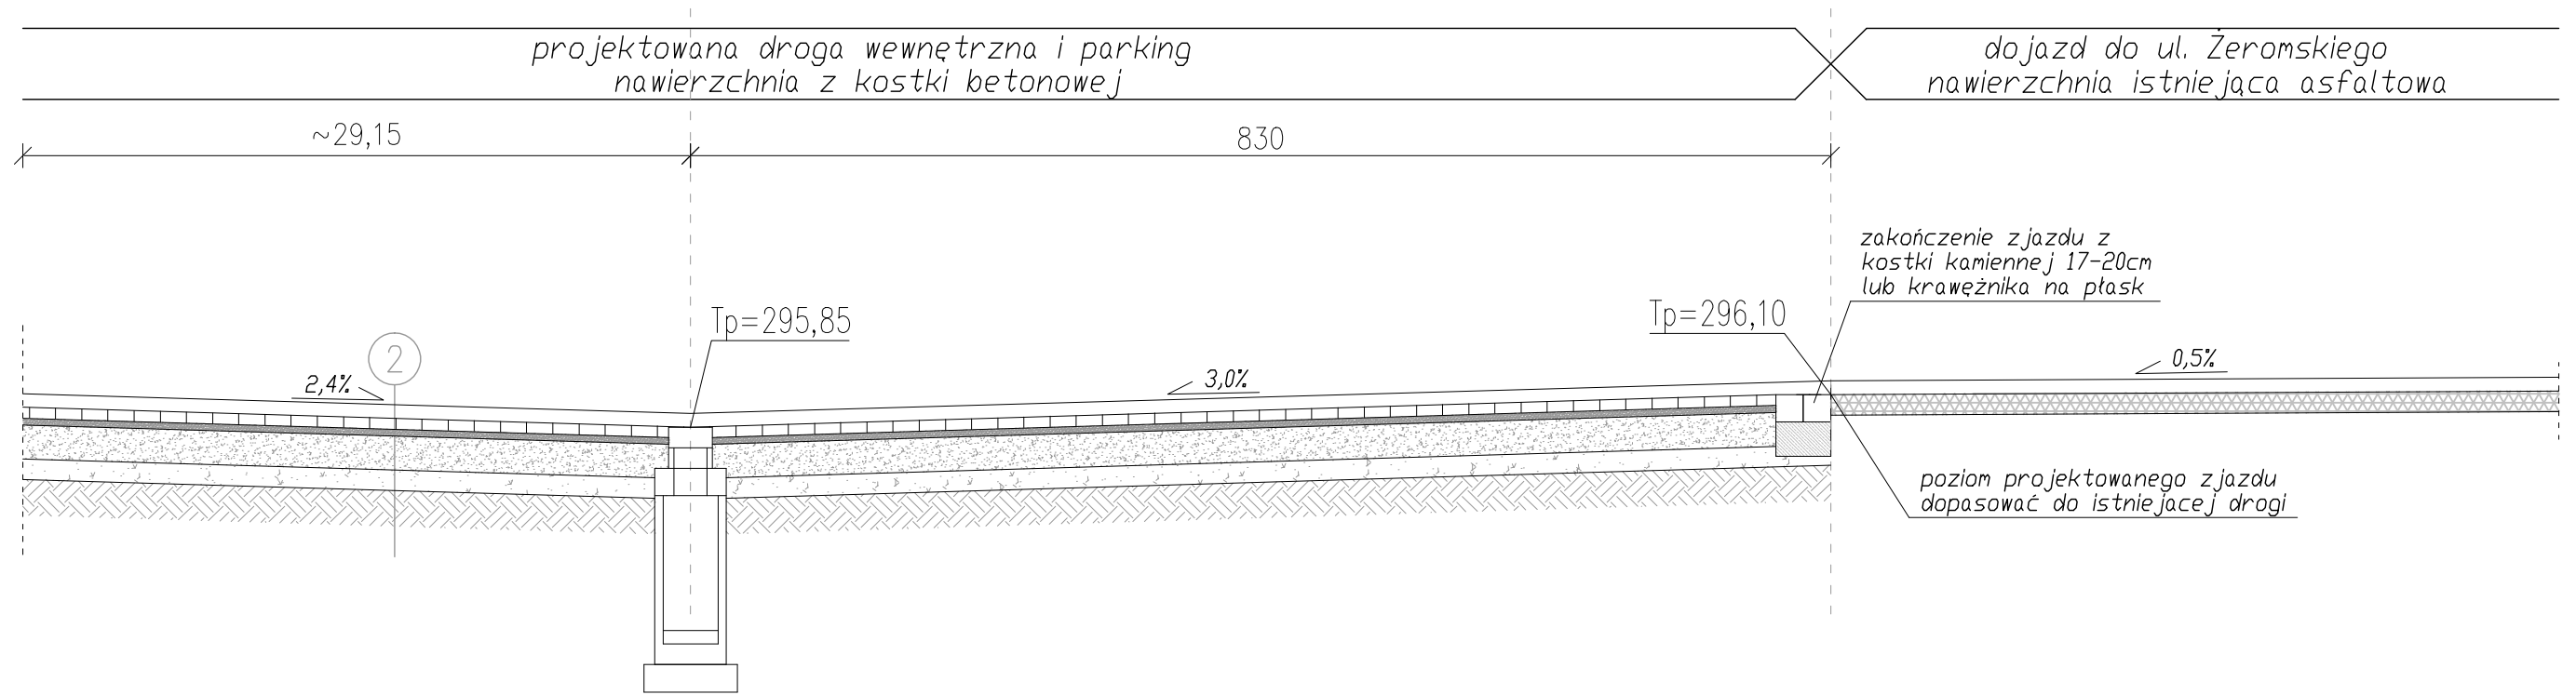 projektowana droga wewnętrzna i parking
nawierzchnia z kostki betonowej
dojazd do ul. Żeromskiego
nawierzchnia istniejąca asfaltowa
~29,15
830
zakończenie zjazdu z
kostki kamiennej 17-20cm
lub krawężnika na płask
Tp=295,85
Tp=296,10
2
2,4%
3,0%
0,5%
poziom projektowanego zjazdu
dopasować do istniejacej drogi